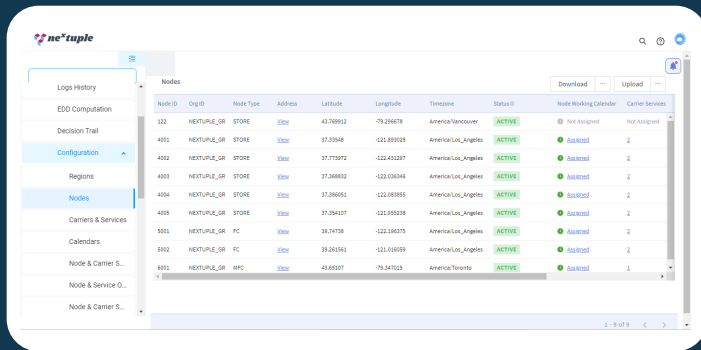 nextuple
Nodes
Download ... Upload ...
Logs History
EDD Computation
Decision Trail
Configuration
Regions
Nodes
Carriers & Services
Calendars
Node & Carrier S...
Node & Service O...
Node & Carrier S...
Node ID Org ID Node Type Address Latitude Longitude Timezone Status Node Working Calendar Carrier Services
122 NEXTUPLE_GR STORE View 43.769912 -79.296678 America/Vancouver ACTIVE Not Assigned Not Assigned
4001 NEXTUPLE_GR STORE View 37.33548 -121.893028 America/Los_Angeles ACTIVE Assigned 2
4002 NEXTUPLE_GR STORE View 37.773972 -122.431297 America/Los_Angeles ACTIVE Assigned 2
4003 NEXTUPLE_GR STORE View 37.368832 -122.036346 America/Los_Angeles ACTIVE Assigned 2
4004 NEXTUPLE_GR STORE View 37.386051 -122.083855 America/Los_Angeles ACTIVE Assigned 2
4005 NEXTUPLE_GR STORE View 37.354107 -121.955238 America/Los_Angeles ACTIVE Assigned 2
5001 NEXTUPLE_GR FC View 39.74738 -122.196375 America/Los_Angeles ACTIVE Assigned 2
5002 NEXTUPLE_GR FC View 39.261561 -121.016059 America/Los_Angeles ACTIVE Assigned 2
6001 NEXTUPLE_GR MFC View 43.65107 -79.347015 America/Toronto ACTIVE Assigned 1
1 - 9 of 9